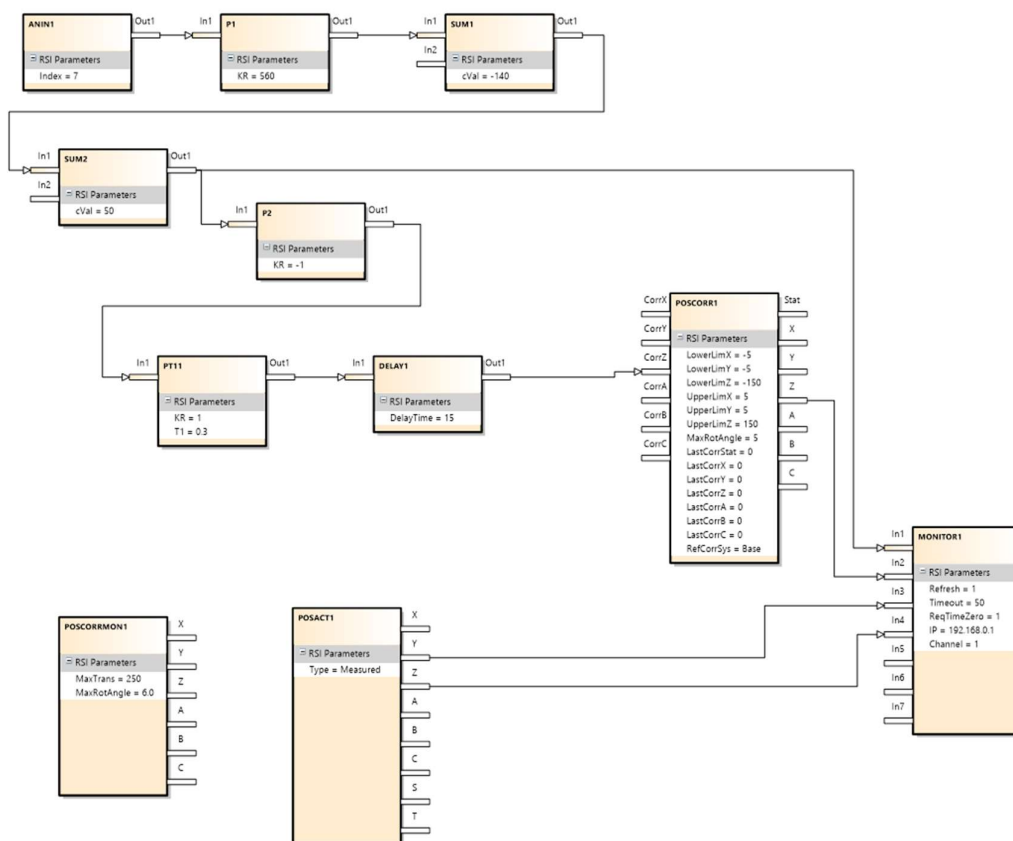 ANIN1
RSI Parameters
Index = 7
Out1
In1
P1
RSI Parameters
KR = 560
Out1
In1
In2
SUM1
RSI Parameters
cVal = -140
Out1
In1
In2
SUM2
RSI Parameters
cVal = 50
Out1
In1
P2
RSI Parameters
KR = -1
Out1
In1
PT11
RSI Parameters
KR = 1
T1 = 0.3
Out1
In1
DELAY1
RSI Parameters
DelayTime = 15
Out1
CorrX
CorrY
CorrZ
CorrA
CorrB
CorrC
POSCORR1
RSI Parameters
LowerLimX = -5
LowerLimY = -5
LowerLimZ = -150
UpperLimX = 5
UpperLimY = 5
UpperLimZ = 150
MaxRotAngle = 5
LastCorrStat = 0
LastCorrX = 0
LastCorrY = 0
LastCorrZ = 0
LastCorrA = 0
LastCorrB = 0
LastCorrC = 0
RefCorrSys = Base
Stat
X
Y
Z
A
B
C
In1
In2
In3
In4
In5
In6
In7
MONITOR1
RSI Parameters
Refresh = 1
Timeout = 50
ReqTimeZero = 1
IP = 192.168.0.1
Channel = 1
POSCORRMON1
RSI Parameters
MaxTrans = 250
MaxRotAngle = 6.0
X
Y
Z
A
B
C
POSACT1
RSI Parameters
Type = Measured
X
Y
Z
A
B
C
S
T